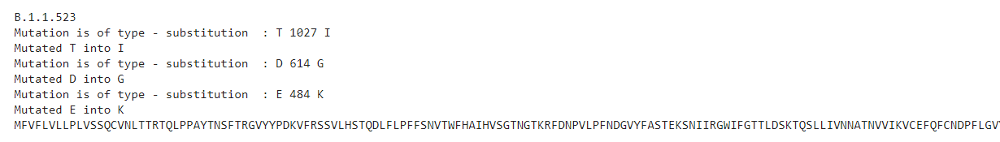 B.1.1.523
Mutation is of type - substitution  : T 1027 I
Mutated T into I
Mutation is of type - substitution  : D 614 G
Mutated D into G
Mutation is of type - substitution  : E 484 K
Mutated E into K
MFVFLVLLPLVSSQCVNLTTRTQLPPAYTNSFTRGVYYPDKVFRSSVLHSTQDLFLPFFSNVTWFHAIHVSGTNGTKRFDNPVLPFNDGVYFASTEKSNIIRGWIFGTTLDSKTQSLLIVNNATNVVIKVCEFQFCNDPFLGV